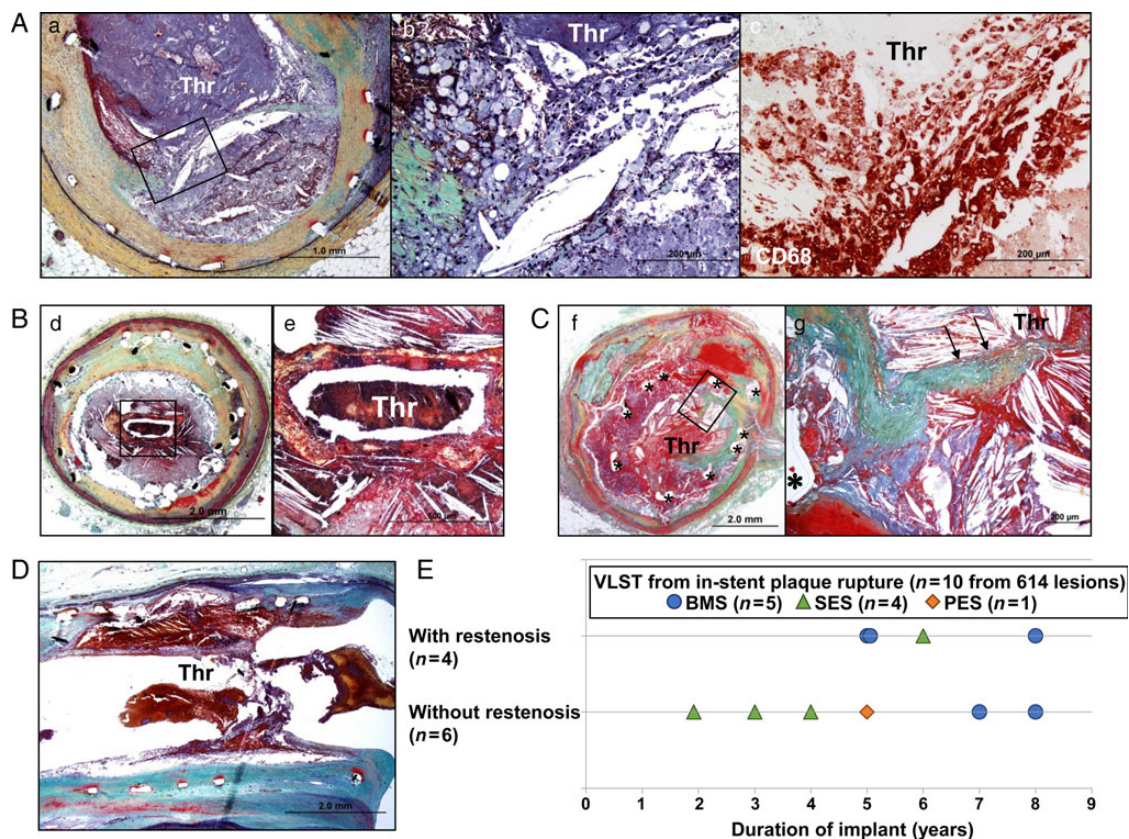 A
a
Thr
1.0 mm
b
Thr
200 µm
c
Thr
CD68
200 µm
B
d
2.0 mm
e
Thr
C
f
Thr
2.0 mm
g
Thr
*
200 µm
D
Thr
2.0 mm
E
VLST from in-stent plaque rupture (n=10 from 614 lesions)
BMS (n=5) SES (n=4) PES (n=1)
With restenosis
(n=4)
Without restenosis
(n=6)
0 1 2 3 4 5 6 7 8 9
Duration of implant (years)